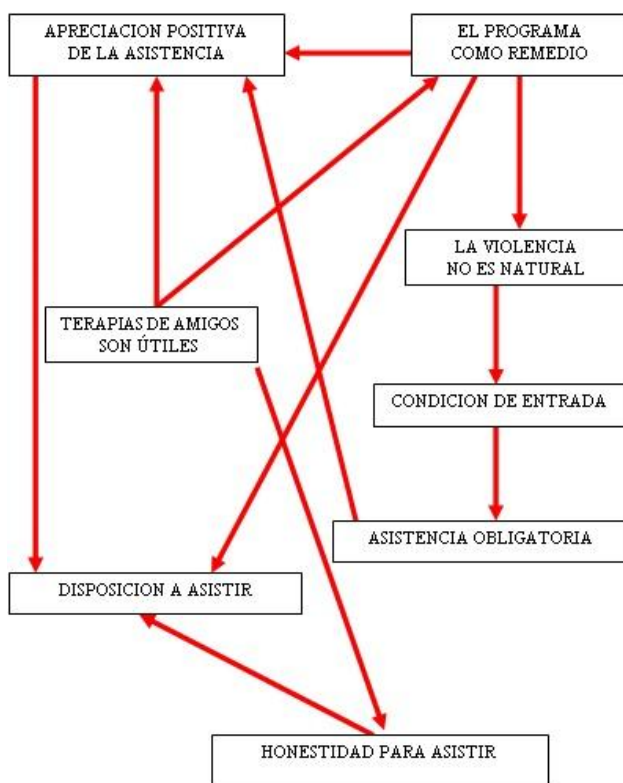 APRECIACION POSITIVA
DE LA ASISTENCIA
EL PROGRAMA
COMO REMEDIO
LA VIOLENCIA
NO ES NATURAL
TERAPIAS DE AMIGOS
SON ÚTILES
CONDICION DE ENTRADA
ASISTENCIA OBLIGATORIA
DISPOSICION A ASISTIR
HONESTIDAD PARA ASISTIR